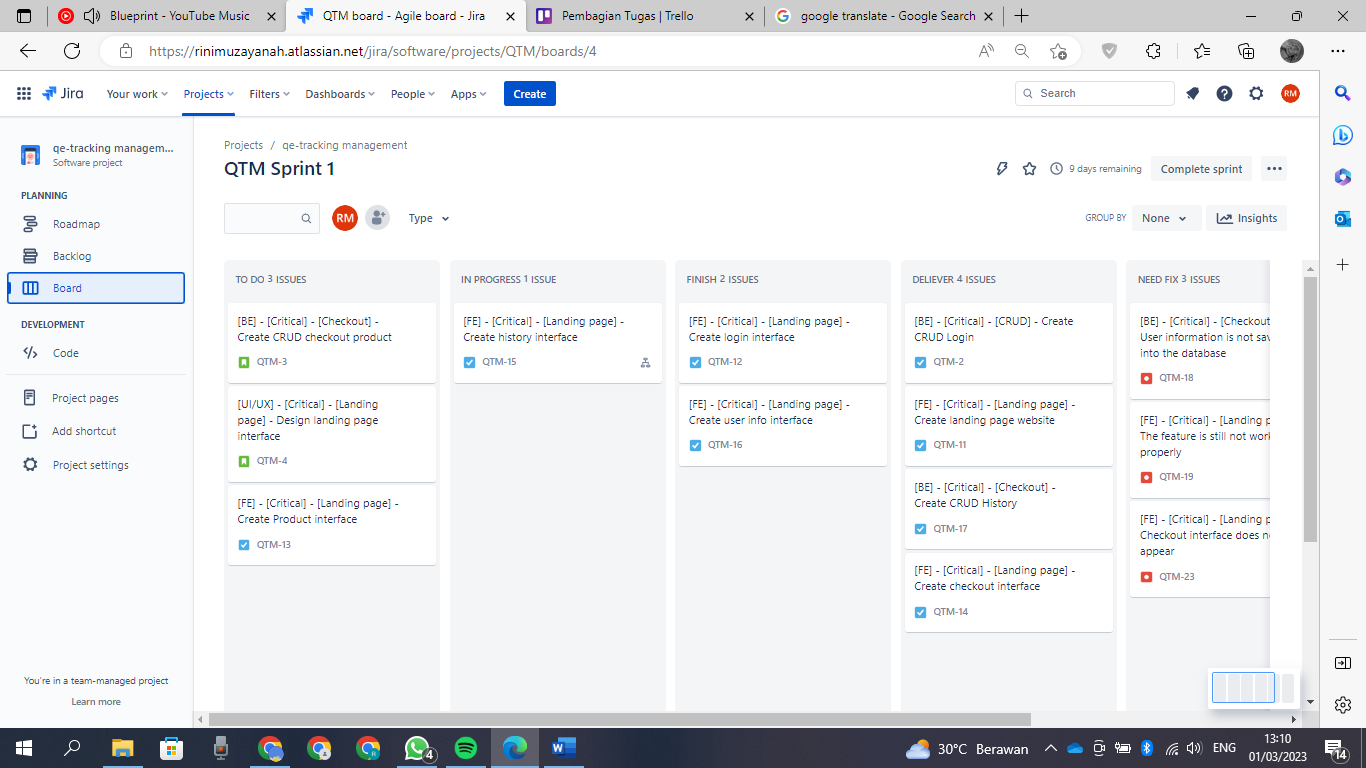 Blueprint - YouTube Music
QTM board - Agile board - Jira
Pembagian Tugas | Trello
google translate - Google Search
https://rinimuzayanah.atlassian.net/jira/software/projects/QTM/boards/4
Jira
Your work
Projects
Filters
Dashboards
People
Apps
Create
Search
RM
qe-tracking managem...
Software project
PLANNING
Roadmap
Backlog
Board
DEVELOPMENT
Code
Project pages
Add shortcut
Project settings
You're in a team-managed project
Learn more
Projects / qe-tracking management
QTM Sprint 1
9 days remaining
Complete sprint
RM
Type
GROUP BY
None
Insights
TO DO 3 ISSUES
[BE] - [Critical] - [Checkout] -
Create CRUD checkout product
QTM-3
[UI/UX] - [Critical] - [Landing
page] - Design landing page
interface
QTM-4
[FE] - [Critical] - [Landing page] -
Create Product interface
QTM-13
IN PROGRESS 1 ISSUE
[FE] - [Critical] - [Landing page] -
Create history interface
QTM-15
FINISH 2 ISSUES
[FE] - [Critical] - [Landing page] -
Create login interface
QTM-12
[FE] - [Critical] - [Landing page] -
Create user info interface
QTM-16
DELIEVER 4 ISSUES
[BE] - [Critical] - [CRUD] - Create
CRUD Login
QTM-2
[FE] - [Critical] - [Landing page] -
Create landing page website
QTM-11
[BE] - [Critical] - [Checkout] -
Create CRUD History
QTM-17
[FE] - [Critical] - [Landing page] -
Create checkout interface
QTM-14
NEED FIX 3 ISSUES
[BE] - [Critical] - [Checkout
User information is not sav
into the database
QTM-18
[FE] - [Critical] - [Landing p
The feature is still not work
properly
QTM-19
[FE] - [Critical] - [Landing p
Checkout interface does n
appear
QTM-23
4
30°C Berawan
ENG
13:10
01/03/2023
14